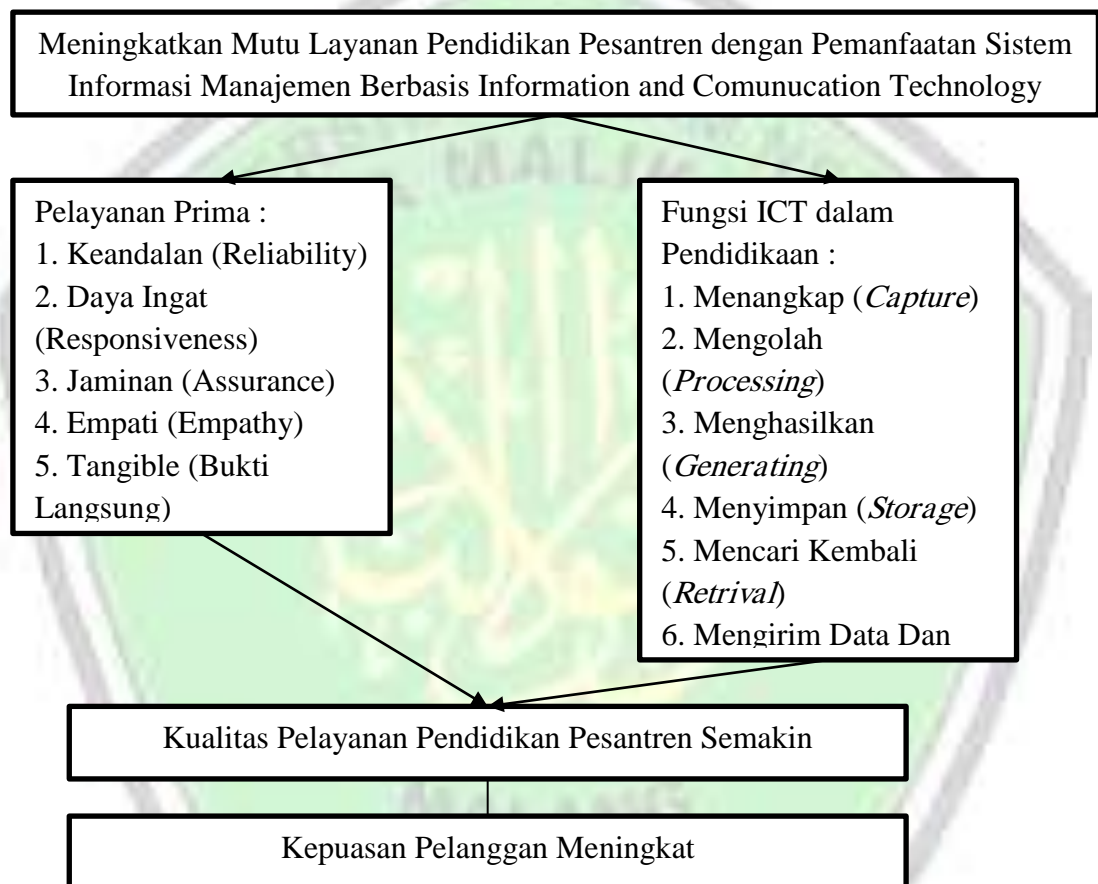 Meningkatkan Mutu Layanan Pendidikan Pesantren dengan Pemanfaatan Sistem
Informasi Manajemen Berbasis Information and Comunucation Technology
Pelayanan Prima :
1. Keandalan (Reliability)
2. Daya Ingat
(Responsiveness)
3. Jaminan (Assurance)
4. Empati (Empathy)
5. Tangible (Bukti
Langsung)
Fungsi ICT dalam
Pendidikaan :
1. Menangkap (Capture)
2. Mengolah
(Processing)
3. Menghasilkan
(Generating)
4. Menyimpan (Storage)
5. Mencari Kembali
(Retrival)
6. Mengirim Data Dan
Kualitas Pelayanan Pendidikan Pesantren Semakin
Kepuasan Pelanggan Meningkat